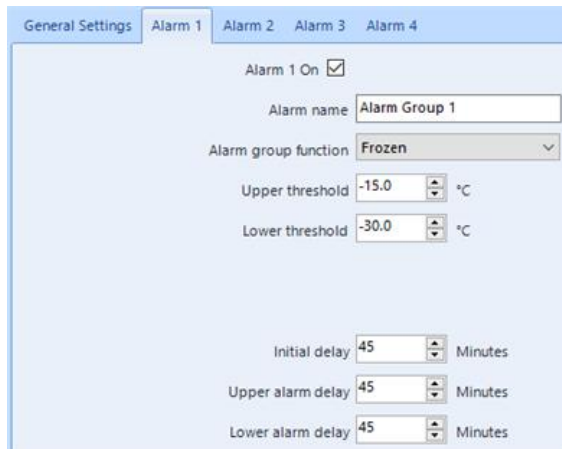 General Settings Alarm 1 Alarm 2 Alarm 3 Alarm 4
Alarm 1 On
Alarm name Alarm Group 1
Alarm group function Frozen
Upper threshold -15.0 °C
Lower threshold -30.0 °C
Initial delay 45 Minutes
Upper alarm delay 45 Minutes
Lower alarm delay 45 Minutes